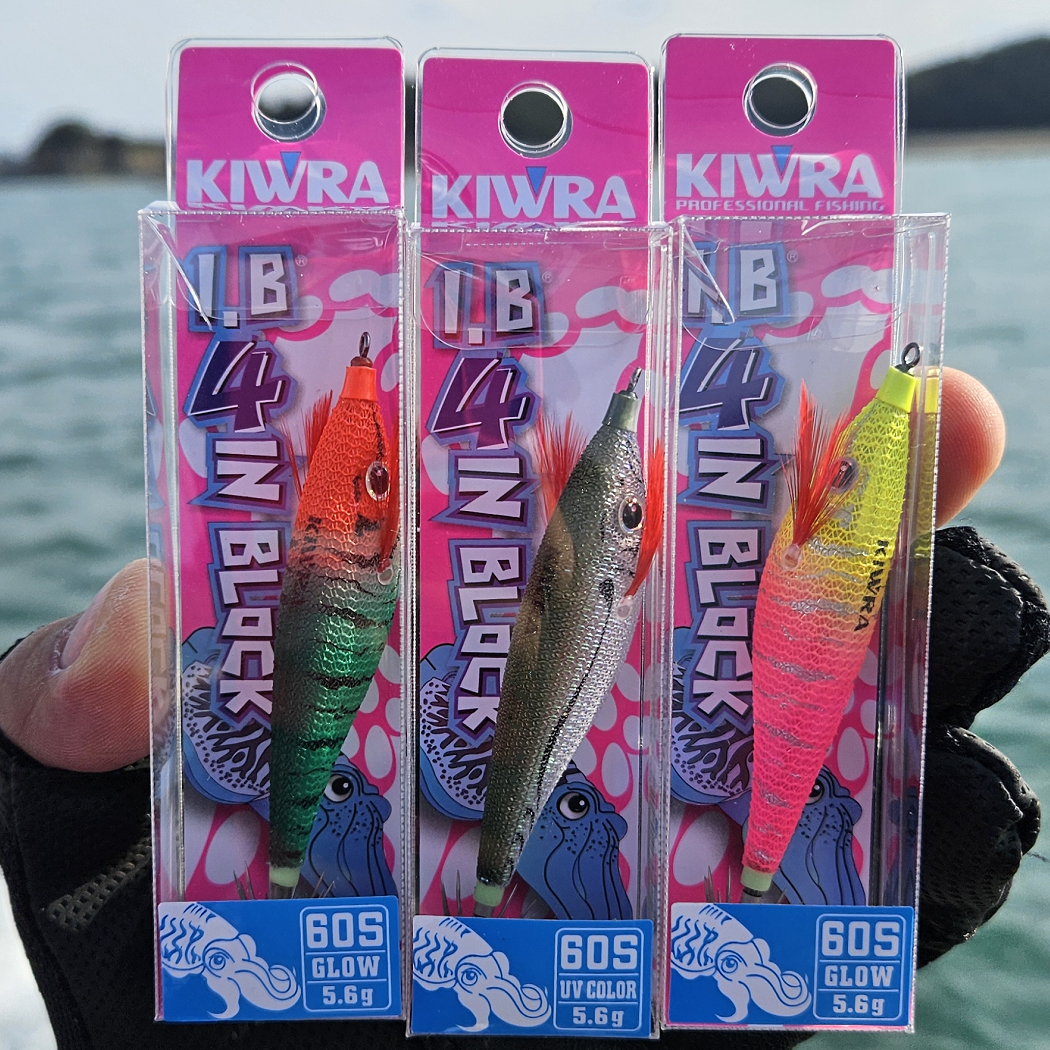 KIWRA
I.B®
4
IN
BLOCK
60S
GLOW
5.6g
KIWRA
I.B®
4
IN
BLOCK
60S
UV COLOR
5.6g
KIWRA
PROFESSIONAL FISHING
I.B®
4
IN
BLOCK
KIWRA
60S
GLOW
5.6g